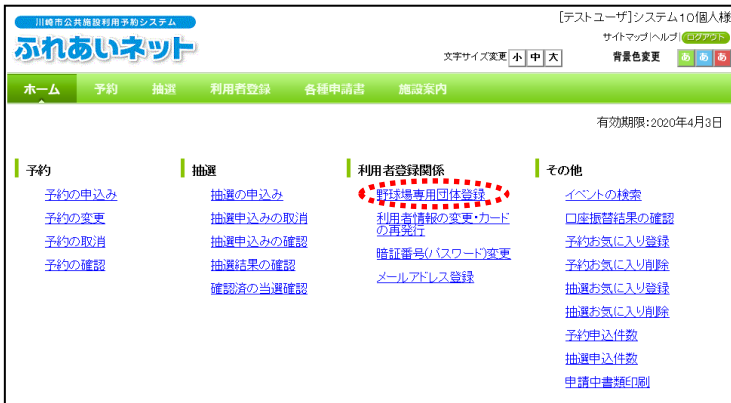 川崎市公共施設利用予約システム
[テストユーザ]システム10個人様
ふれあいネット
サイトマップ|ヘルプ|ログアウト
文字サイズ変更 小 中 大 背景色変更 あ あ あ
ホーム 予約 抽選 利用者登録 各種申請書 施設案内
有効期限:2020年4月3日
予約
予約の申込み
予約の変更
予約の取消
予約の確認
抽選
抽選の申込み
抽選申込みの取消
抽選申込みの確認
抽選結果の確認
確認済の当選確認
利用者登録関係
野球場専用団体登録
利用者情報の変更・カード
の再発行
暗証番号(パスワード)変更
メールアドレス登録
その他
イベントの検索
口座振替結果の確認
予約お気に入り登録
予約お気に入り削除
抽選お気に入り登録
抽選お気に入り削除
予約申込件数
抽選申込件数
申請中書類印刷